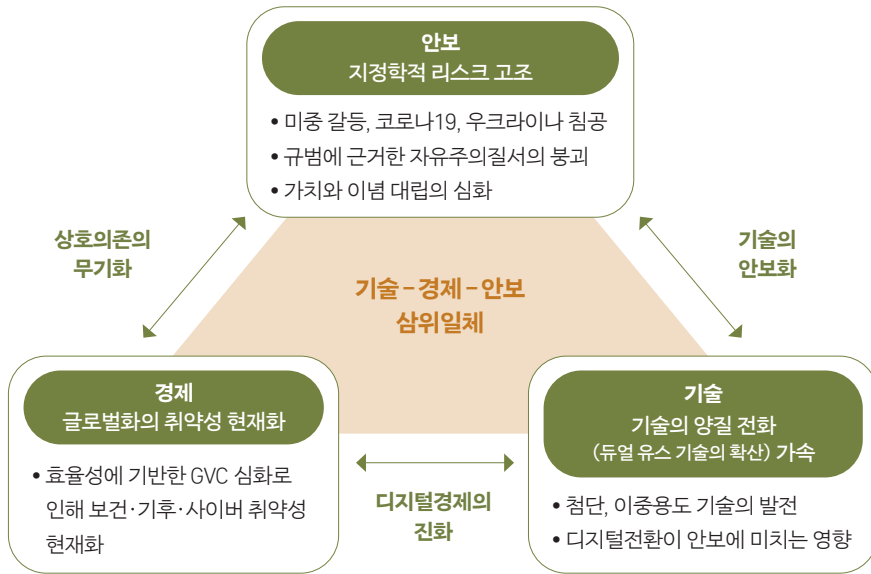 안보
지정학적 리스크 고조
• 미중 갈등, 코로나19, 우크라이나 침공
• 규범에 근거한 자유주의질서의 붕괴
• 가치와 이념 대립의 심화
상호의존의
무기화
기술의
안보화
기술-경제-안보
삼위일체
경제
글로벌화의 취약성 현재화
• 효율성에 기반한 GVC 심화로
인해 보건·기후·사이버 취약성
현재화
디지털경제의
진화
기술
기술의 양질 전화
(듀얼 유스 기술의 확산) 가속
• 첨단, 이중용도 기술의 발전
• 디지털전환이 안보에 미치는 영향